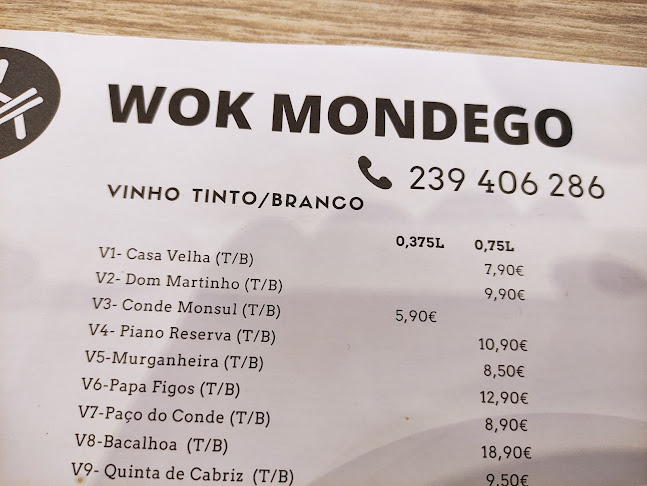 WOK MONDEGO
239 406 286
VINHO TINTO/BRANCO
0,375L 0,75L
V1- Casa Velha (T/B) 7,90€
V2- Dom Martinho (T/B) 9,90€
V3- Conde Monsul (T/B) 5,90€
V4- Piano Reserva (T/B) 10,90€
V5-Murganheira (T/B) 8,50€
V6-Papa Figos (T/B) 12,90€
V7-Paço do Conde (T/B) 8,90€
V8-Bacalhoa (T/B) 18,90€
V9- Quinta de Cabriz (T/B) 9,50€